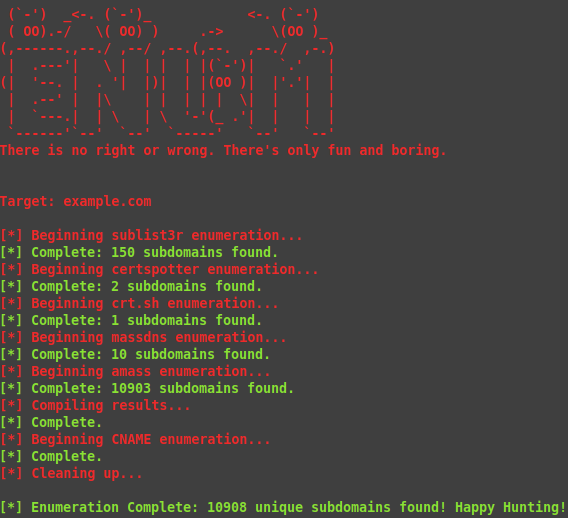 (`-')  _<-. (`-')_            <-. (`-')
 ( OO).-/   \( OO) )     .->      \(OO )_
(,------.,--./ ,--/ ,--.(,--.  ,--./  ,-.)
 |  .---'|   \ |  | |  | |(`-')|   `.'   |
(|  '--. |  . '|  |)|  | |(OO )|  |'.'|  |
 |  .--' |  |\    | |  | | |  \|  |   |  |
 |  `---.|  | \   | \  '-'(_ .'|  |   |  |
 `------'`--'  `--'  `-----'   `--'   `--'
There is no right or wrong. There's only fun and boring.
Target: example.com
[*] Beginning sublist3r enumeration...
[*] Complete: 150 subdomains found.
[*] Beginning certspotter enumeration...
[*] Complete: 2 subdomains found.
[*] Beginning crt.sh enumeration...
[*] Complete: 1 subdomains found.
[*] Beginning massdns enumeration...
[*] Complete: 10 subdomains found.
[*] Beginning amass enumeration...
[*] Complete: 10903 subdomains found.
[*] Compiling results...
[*] Complete.
[*] Beginning CNAME enumeration...
[*] Complete.
[*] Cleaning up...
[*] Enumeration Complete: 10908 unique subdomains found! Happy Hunting!